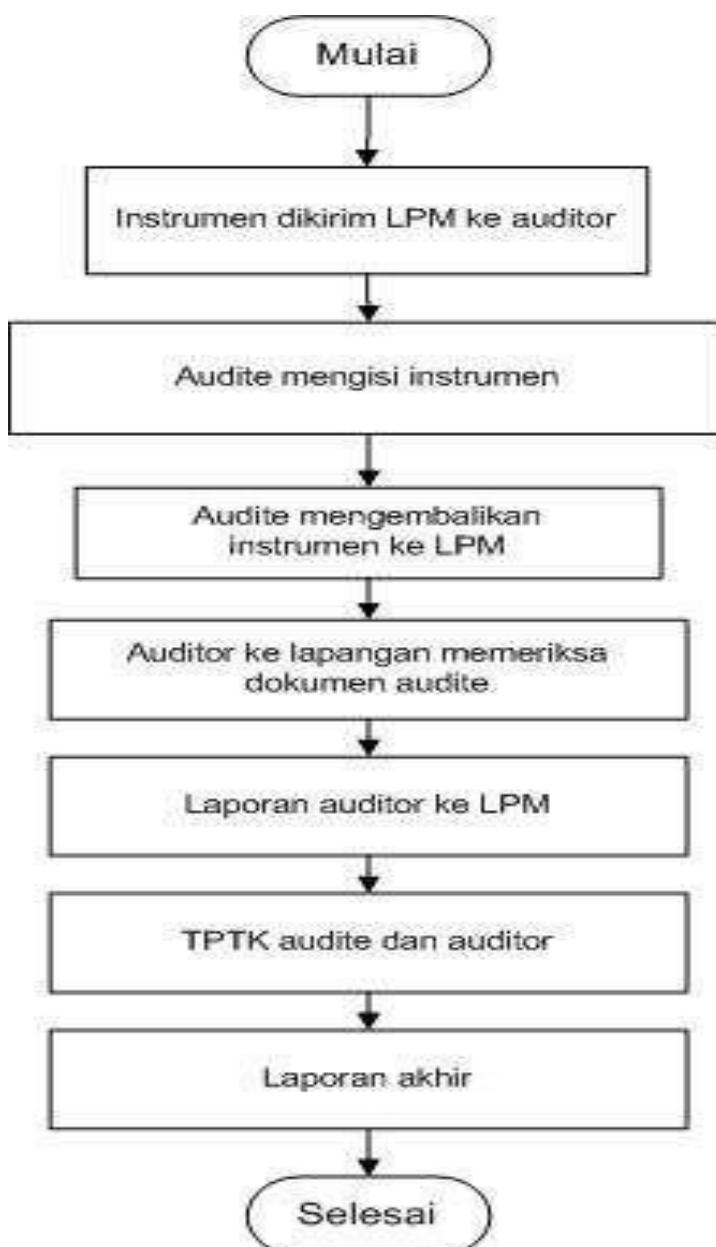 Mulai
Instrumen dikirim LPM ke auditor
Audite mengisi instrumen
Audite mengembalikan
instrumen ke LPM
Auditor ke lapangan memeriksa
dokumen audite
Laporan auditor ke LPM
TPTK audite dan auditor
Laporan akhir
Selesai